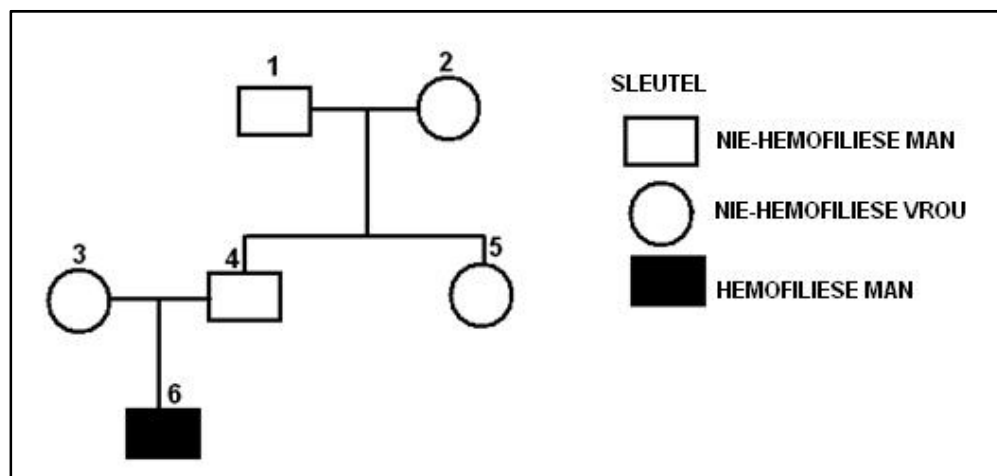 1
2
SLEUTEL
NIE-HEMOFILIESE MAN
NIE-HEMOFILIESE VROU
3
4
5
HEMOFILIESE MAN
6